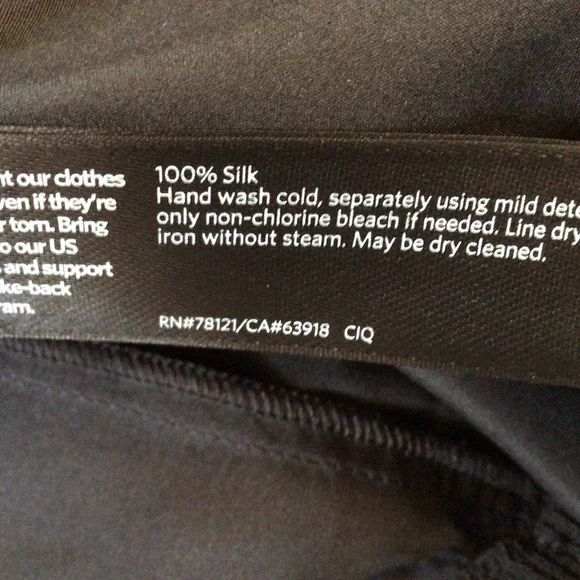 nt our clothes
ven if they're
r torn. Bring
o our US
and support
ke-back
ram.
100% Silk
Hand wash cold, separately using mild dete
only non-chlorine bleach if needed. Line dry
iron without steam. May be dry cleaned.
RN#78121/CA#63918 CIQ